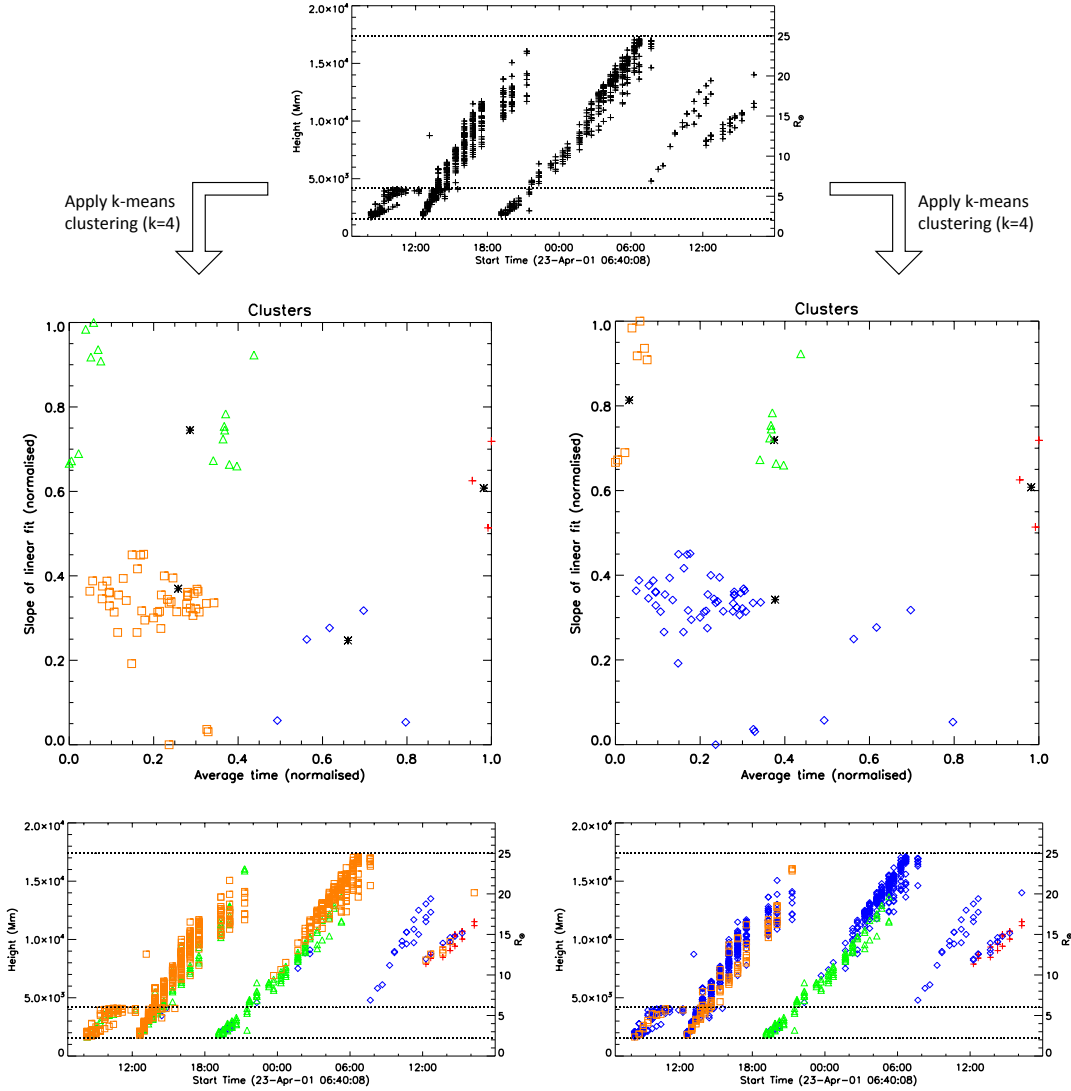 2.0×10⁴
1.5×10⁴
1.0×10⁴
5.0×10³
0
Height (Mm)
25
20
15
10
5
0
R⊙
12:00 18:00 00:00 06:00 12:00
Start Time (23-Apr-01 06:40:08)
Apply k-means
clustering (k=4)
Apply k-means
clustering (k=4)
Clusters
1.0
0.8
0.6
0.4
0.2
0.0
Slope of linear fit (normalised)
0.0 0.2 0.4 0.6 0.8 1.0
Average time (normalised)
Clusters
1.0
0.8
0.6
0.4
0.2
0.0
Slope of linear fit (normalised)
0.0 0.2 0.4 0.6 0.8 1.0
Average time (normalised)
2.0×10⁴
1.5×10⁴
1.0×10⁴
5.0×10³
0
Height (Mm)
25
20
15
10
5
0
R⊙
12:00 18:00 00:00 06:00 12:00
Start Time (23-Apr-01 06:40:08)
2.0×10⁴
1.5×10⁴
1.0×10⁴
5.0×10³
0
Height (Mm)
25
20
15
10
5
0
R⊙
12:00 18:00 00:00 06:00 12:00
Start Time (23-Apr-01 06:40:08)